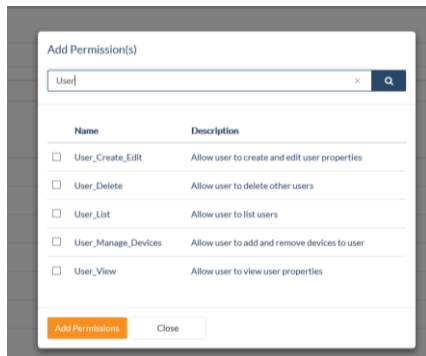 Add Permission(s)
User
Name Description
User_Create_Edit Allow user to create and edit user properties
User_Delete Allow user to delete other users
User_List Allow user to list users
User_Manage_Devices Allow user to add and remove devices to user
User_View Allow user to view user properties
Add Permissions Close